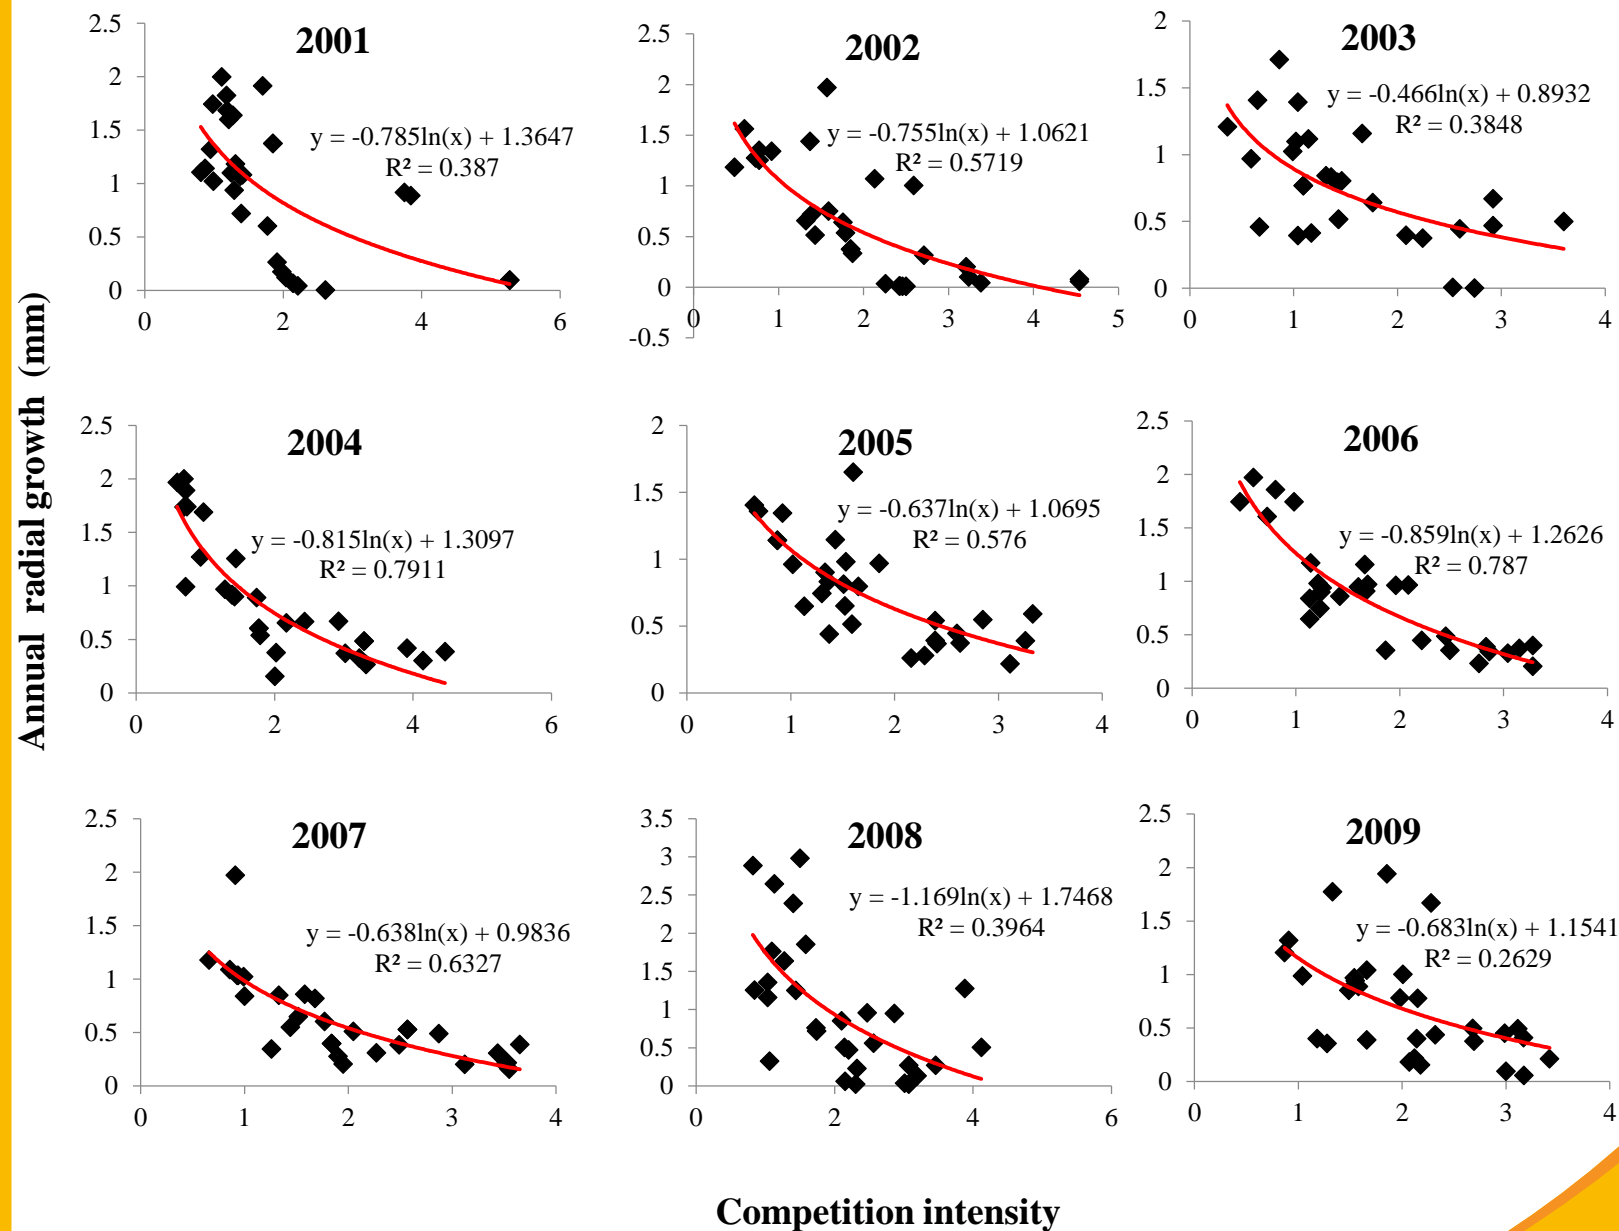 2001
y = -0.785ln(x) + 1.3647
R² = 0.387
2.5
2
1.5
1
0.5
0
0 2 4 6
2002
y = -0.755ln(x) + 1.0621
R² = 0.5719
2.5
2
1.5
1
0.5
0
-0.5
0 1 2 3 4 5
2003
y = -0.466ln(x) + 0.8932
R² = 0.3848
2
1.5
1
0.5
0
0 1 2 3 4
Annual radial growth (mm)
2004
y = -0.815ln(x) + 1.3097
R² = 0.7911
2.5
2
1.5
1
0.5
0
0 2 4 6
2005
y = -0.637ln(x) + 1.0695
R² = 0.576
2
1.5
1
0.5
0
0 1 2 3 4
2006
y = -0.859ln(x) + 1.2626
R² = 0.787
2.5
2
1.5
1
0.5
0
0 1 2 3 4
2007
y = -0.638ln(x) + 0.9836
R² = 0.6327
2.5
2
1.5
1
0.5
0
0 1 2 3 4
2008
y = -1.169ln(x) + 1.7468
R² = 0.3964
3.5
3
2.5
2
1.5
1
0.5
0
0 2 4 6
2009
y = -0.683ln(x) + 1.1541
R² = 0.2629
2.5
2
1.5
1
0.5
0
0 1 2 3 4
Competition intensity